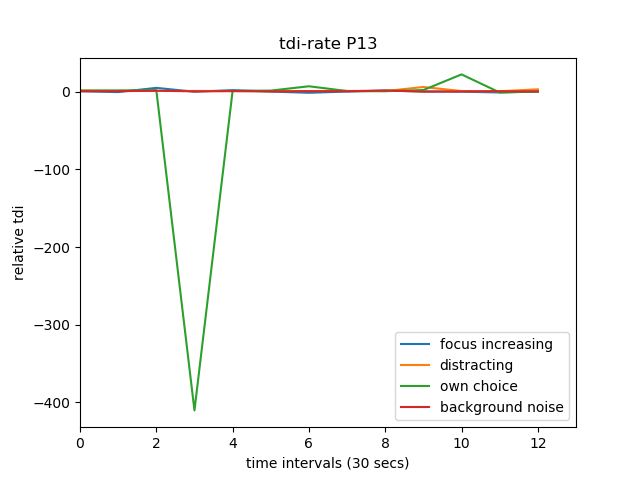 tdi-rate P13
relative tdi
0
−100
−200
−300
−400
focus increasing
distracting
own choice
background noise
0 2 4 6 8 10 12
time intervals (30 secs)